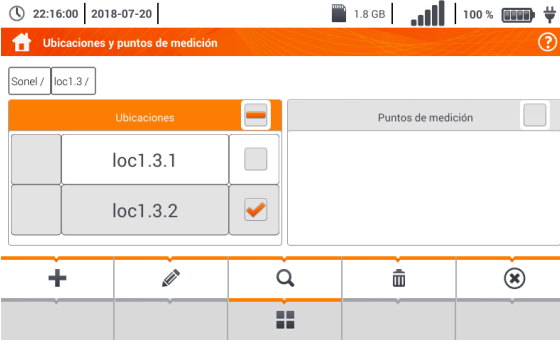 22:16:00 2018-07-20 1.8 GB 100 %
Ubicaciones y puntos de medición ?
Sonel / loc1.3 /
Ubicaciones
Puntos de medición
loc1.3.1
loc1.3.2